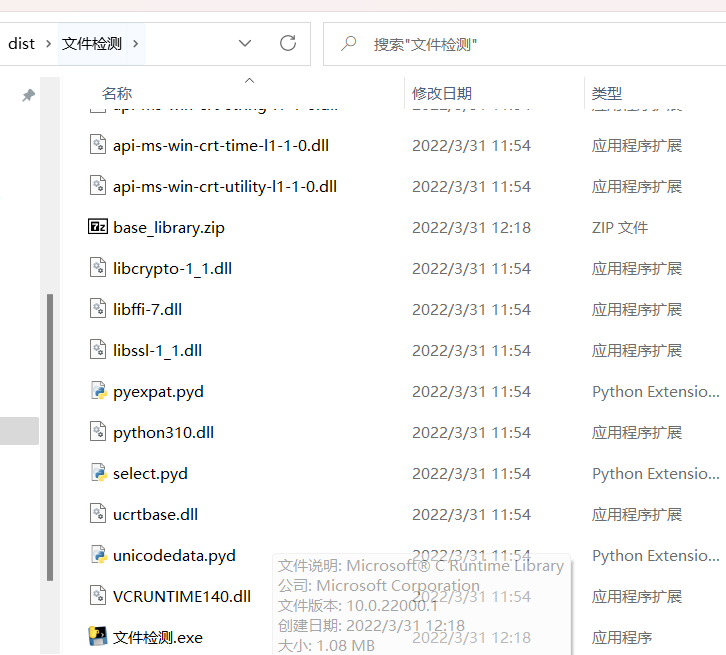 dist > 文件检测 >
搜索"文件检测"
名称 修改日期 类型
api-ms-win-crt-time-l1-1-0.dll 2022/3/31 11:54 应用程序扩展
api-ms-win-crt-utility-l1-1-0.dll 2022/3/31 11:54 应用程序扩展
base_library.zip 2022/3/31 12:18 ZIP 文件
libcrypto-1_1.dll 2022/3/31 11:54 应用程序扩展
libffi-7.dll 2022/3/31 11:54 应用程序扩展
libssl-1_1.dll 2022/3/31 11:54 应用程序扩展
pyexpat.pyd 2022/3/31 11:54 Python Extensio...
python310.dll 2022/3/31 11:54 应用程序扩展
select.pyd 2022/3/31 11:54 Python Extensio...
ucrtbase.dll 2022/3/31 11:54 应用程序扩展
unicodedata.pyd 2022/3/31 11:54 Python Extensio...
文件说明: Microsoft® C Runtime Library
公司: Microsoft Corporation
VCRUNTIME140.dll 2022/3/31 11:54 应用程序扩展
文件版本: 10.0.22000.1
创建日期: 2022/3/31 12:18
文件检测.exe 2022/3/31 12:18 应用程序
大小: 1.08 MB